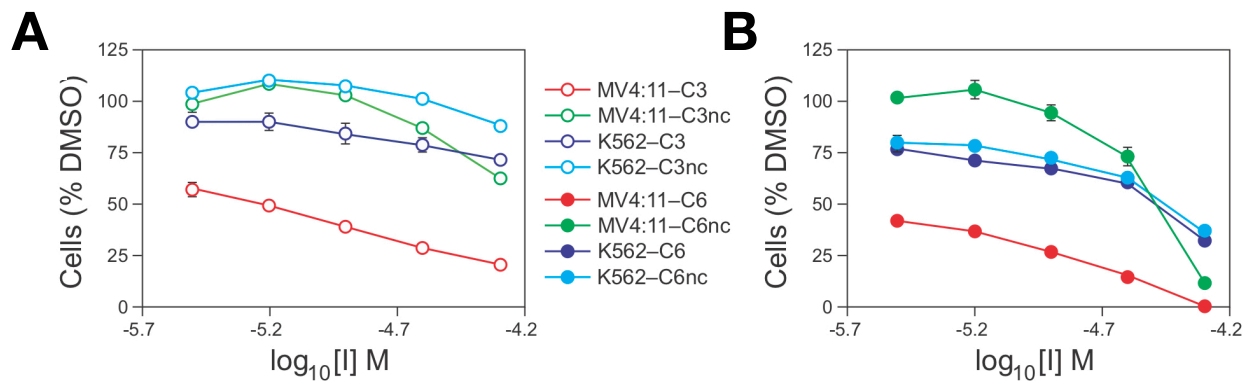 A
B
Cells (% DMSO)
125
100
75
50
25
0
-5.7
-5.2
-4.7
-4.2
log10[I] M
MV4:11–C3
MV4:11–C3nc
K562–C3
K562–C3nc
MV4:11–C6
MV4:11–C6nc
K562–C6
K562–C6nc
Cells (% DMSO)
125
100
75
50
25
0
-5.7
-5.2
-4.7
-4.2
log10[I] M